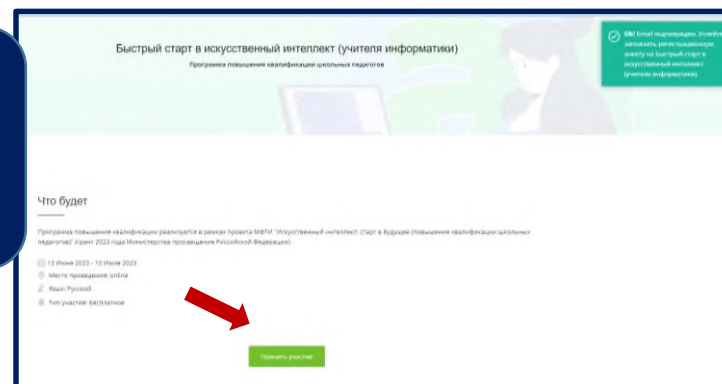 Быстрый старт в искусственный интеллект (учителя информатики)
Программа повышения квалификации школьных педагогов
Ok! Email подтвержден. Успейте
заполнить регистрационную
анкету на Быстрый старт в
искусственный интеллект
(учителя информатики)
Что будет
Программа повышения квалификации реализуется в рамках проекта МФТИ "Искусственный интеллект: старт в будущее (повышение квалификации школьных
педагогов)" (грант 2023 года Министерства просвещения Российской Федерации)
13 Июня 2023 - 10 Июля 2023
Место проведения: online
Язык: Русский
Тип участия: Бесплатное
Принять участие